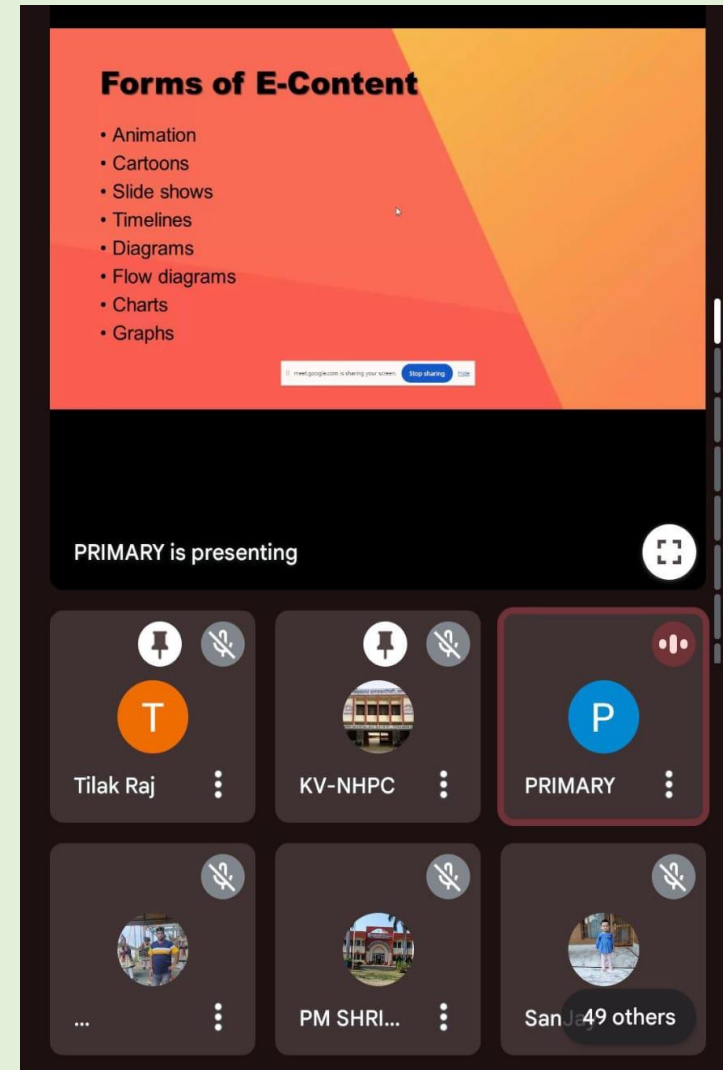 Forms of E-Content
• Animation
• Cartoons
• Slide shows
• Timelines
• Diagrams
• Flow diagrams
• Charts
• Graphs
meet.google.com is sharing your screen. Stop sharing Hide
PRIMARY is presenting
T
P
Tilak Raj
KV-NHPC
PRIMARY
...
PM SHRI...
SanJay
49 others